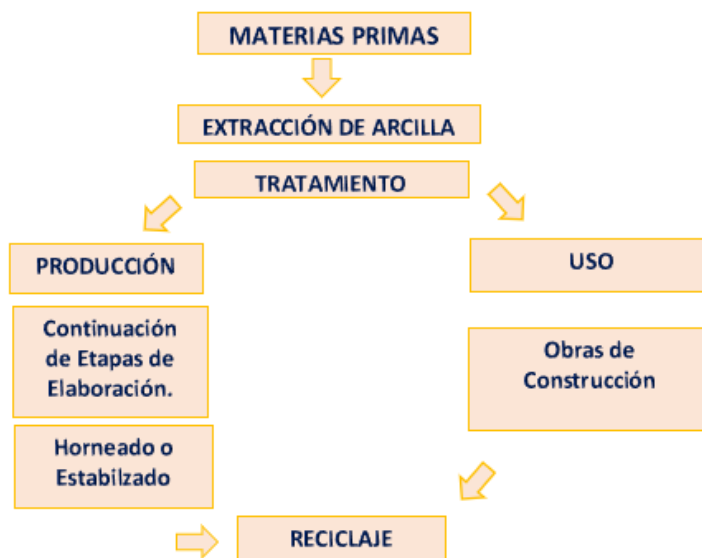 MATERIAS PRIMAS
EXTRACCIÓN DE ARCILLA
TRATAMIENTO
PRODUCCIÓN
Continuación
de Etapas de
Elaboración.
Horneado o
Estabilzado
USO
Obras de
Construcción
RECICLAJE